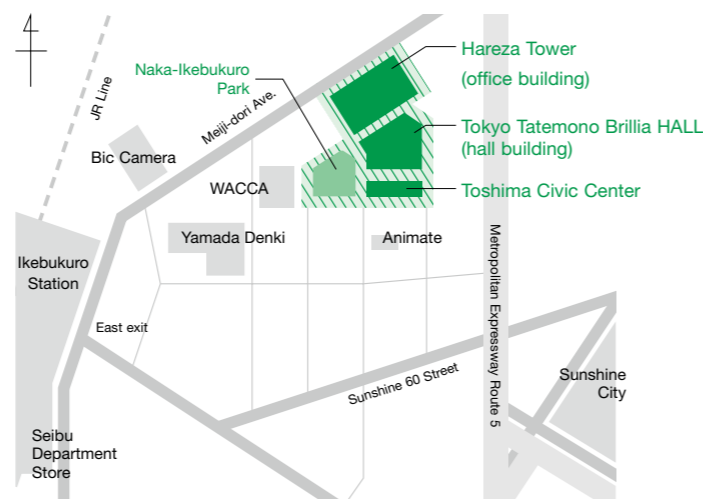 Hareza Tower
(office building)
Naka-Ikebukuro
Park
JR Line
Meiji-dori Ave.
Tokyo Tatemono Brillia HALL
(hall building)
Bic Camera
WACCA
Toshima Civic Center
Yamada Denki
Animate
Ikebukuro
Station
Metropolitan Expressway Route 5
East exit
Sunshine 60 Street
Sunshine
City
Seibu
Department
Store